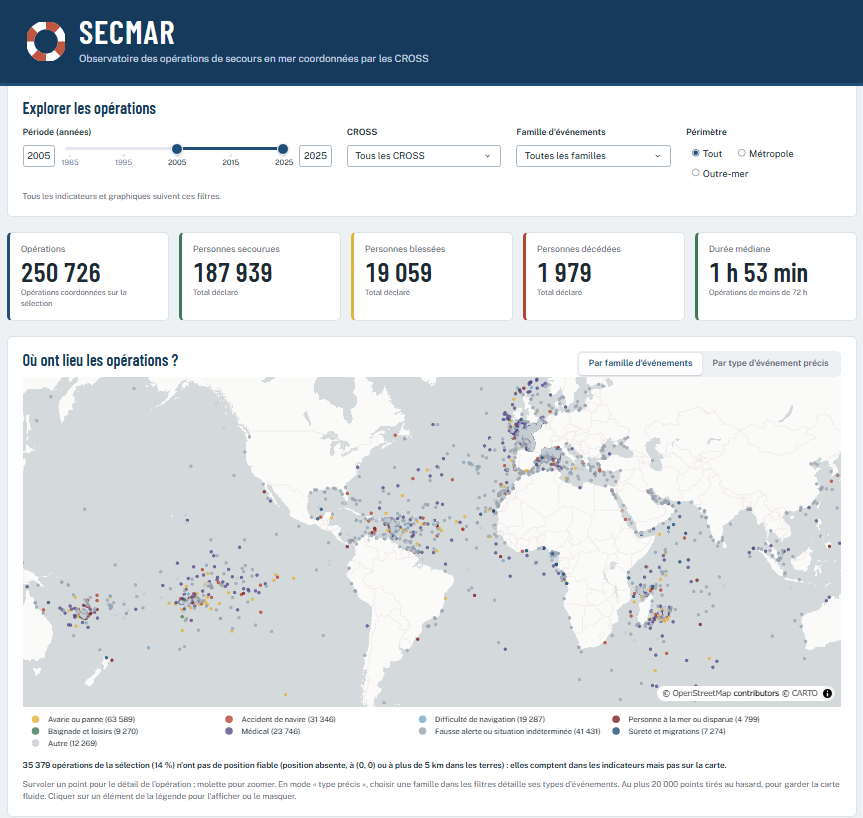 SECMAR
Observatoire des opérations de secours en mer coordonnées par les CROSS
Explorer les opérations
Période (années)
2005
1985
1995
2005
2015
2025
2025
CROSS
Tous les CROSS
Famille d'événements
Toutes les familles
Périmètre
Tout
Métropole
Outre-mer
Tous les indicateurs et graphiques suivent ces filtres.
Opérations
250 726
Opérations coordonnées sur la
sélection
Personnes secourues
187 939
Total déclaré
Personnes blessées
19 059
Total déclaré
Personnes décédées
1 979
Total déclaré
Durée médiane
1 h 53 min
Opérations de moins de 72 h
Où ont lieu les opérations ?
Par famille d'événements
Par type d'événement précis
© OpenStreetMap contributors © CARTO
Avarie ou panne (63 589)
Accident de navire (31 346)
Difficulté de navigation (19 287)
Personne à la mer ou disparue (4 799)
Baignade et loisirs (9 270)
Médical (23 746)
Fausse alerte ou situation indéterminée (41 431)
Sûreté et migrations (7 274)
Autre (12 269)
35 379 opérations de la sélection (14 %) n'ont pas de position fiable (position absente, à (0, 0) ou à plus de 5 km dans les terres) : elles comptent dans les indicateurs mais pas sur la carte.
Survoler un point pour le détail de l'opération ; molette pour zoomer. En mode « type précis », choisir une famille dans les filtres détaille ses types d'événements. Au plus 20 000 points tirés au hasard, pour garder la carte
fluide. Cliquer sur un élément de la légende pour l'afficher ou le masquer.